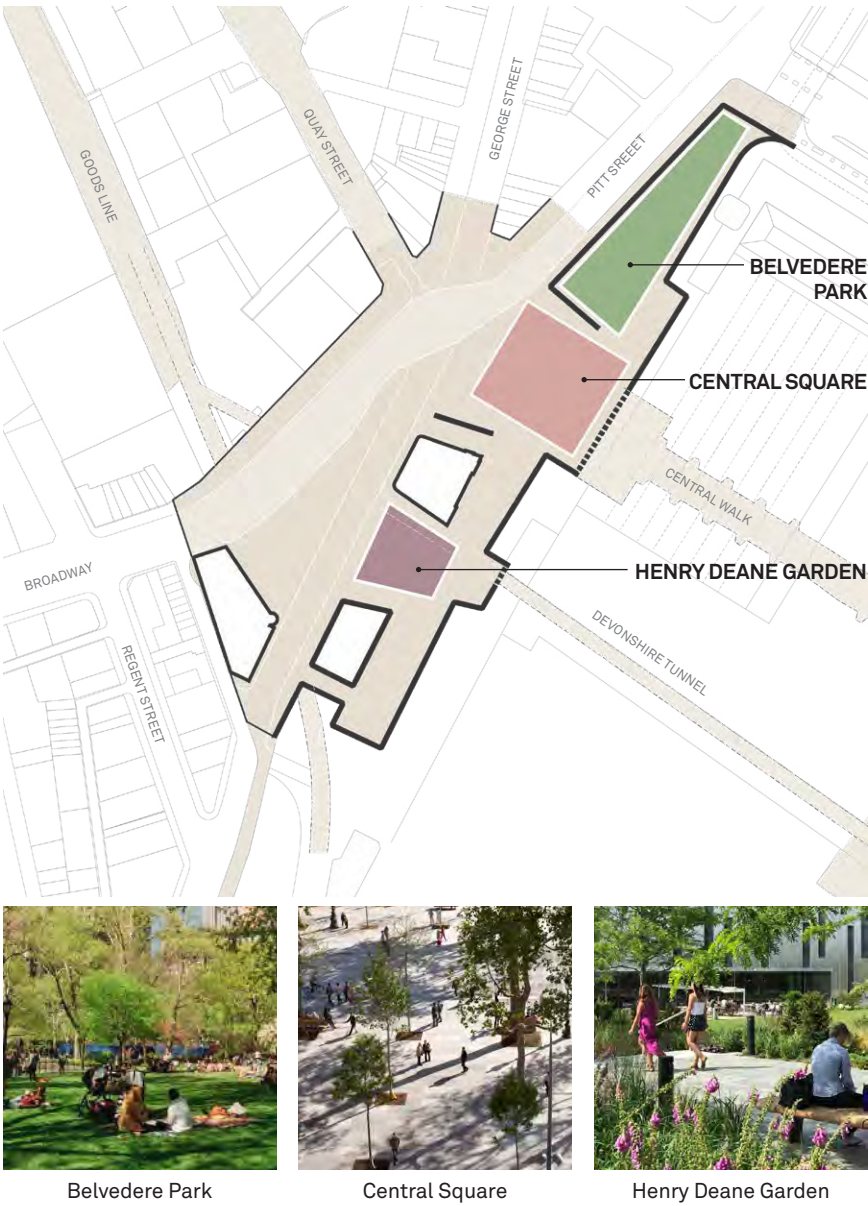 GOODS LINE
QUAY STREET
GEORGE STREET
PITT SREEET
BELVEDERE
PARK
CENTRAL SQUARE
CENTRAL WALK
HENRY DEANE GARDEN
BROADWAY
REGENT STREET
DEVONSHIRE TUNNEL
Belvedere Park
Central Square
Henry Deane Garden